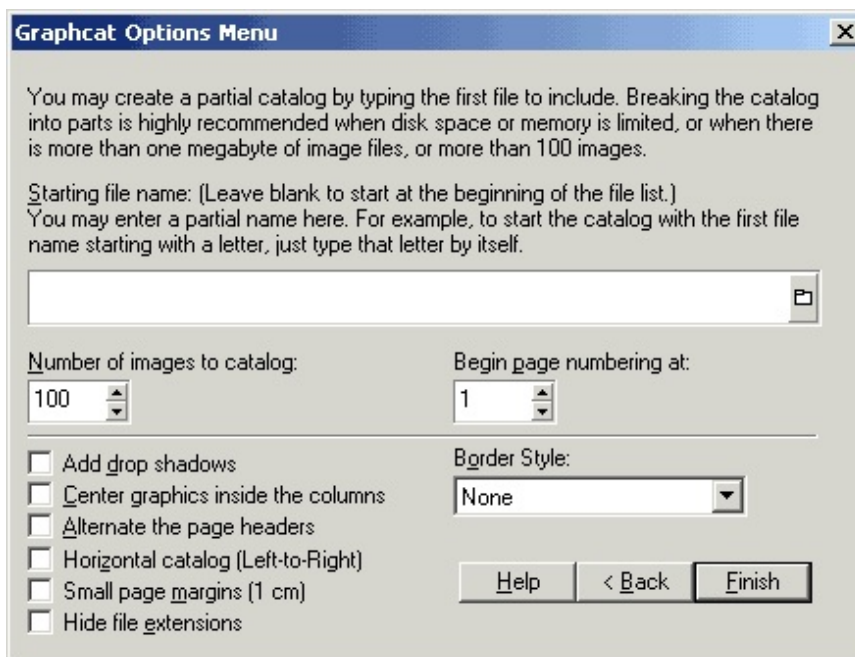 Graphcat Options Menu
You may create a partial catalog by typing the first file to include. Breaking the catalog
into parts is highly recommended when disk space or memory is limited, or when there
is more than one megabyte of image files, or more than 100 images.
Starting file name: (Leave blank to start at the beginning of the file list.)
You may enter a partial name here. For example, to start the catalog with the first file
name starting with a letter, just type that letter by itself.
Number of images to catalog:
Begin page numbering at:
100
1
Add drop shadows
Center graphics inside the columns
Alternate the page headers
Horizontal catalog (Left-to-Right)
Small page margins (1 cm)
Hide file extensions
Border Style:
None
Help
< Back
Finish